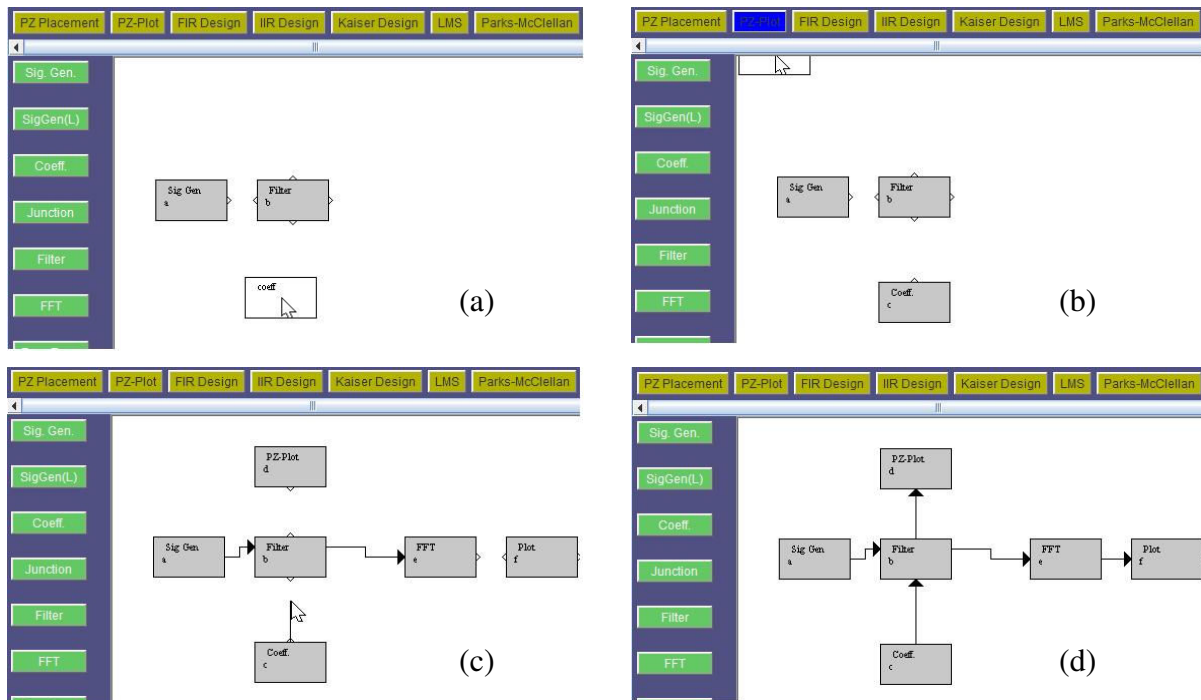 PZ Placement PZ-Plot FIR Design IIR Design Kaiser Design LMS Parks-McClellan
Sig. Gen.
SigGen(L)
Coeff.
Junction
Filter
FFT
Sig Gen
a
Filter
b
coeff
(a)
PZ Placement PZ-Plot FIR Design IIR Design Kaiser Design LMS Parks-McClellan
Sig. Gen.
SigGen(L)
Coeff.
Junction
Filter
FFT
Sig Gen
a
Filter
b
Coeff.
c
(b)
PZ Placement PZ-Plot FIR Design IIR Design Kaiser Design LMS Parks-McClellan
Sig. Gen.
SigGen(L)
Coeff.
Junction
Filter
FFT
PZ-Plot
d
Sig Gen
a
Filter
b
FFT
e
Plot
f
Coeff.
c
(c)
PZ Placement PZ-Plot FIR Design IIR Design Kaiser Design LMS Parks-McClellan
Sig. Gen.
SigGen(L)
Coeff.
Junction
Filter
FFT
PZ-Plot
d
Sig Gen
a
Filter
b
FFT
e
Plot
f
Coeff.
c
(d)